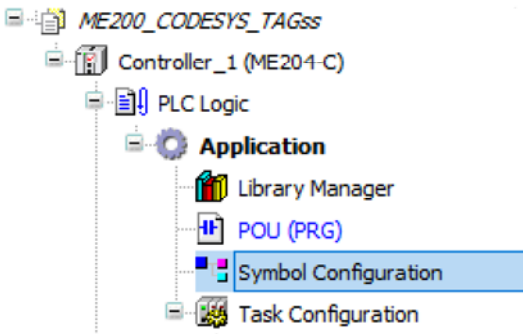 ME200_CODESYS_TAGss
Controller_1 (ME204-C)
PLC Logic
Application
Library Manager
POU (PRG)
Symbol Configuration
Task Configuration